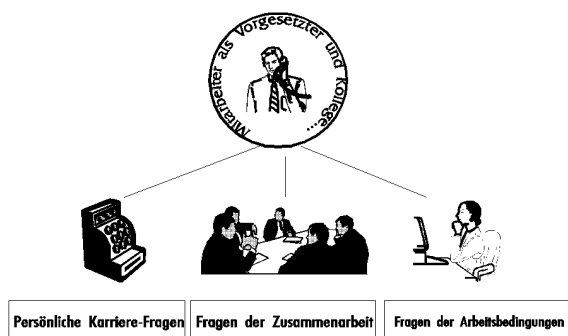 Mitarbeiter als Vorgesetzter und Kollege...
Persönliche Karriere-Fragen
Fragen der Zusammenarbeit
Fragen der Arbeitsbedingungen